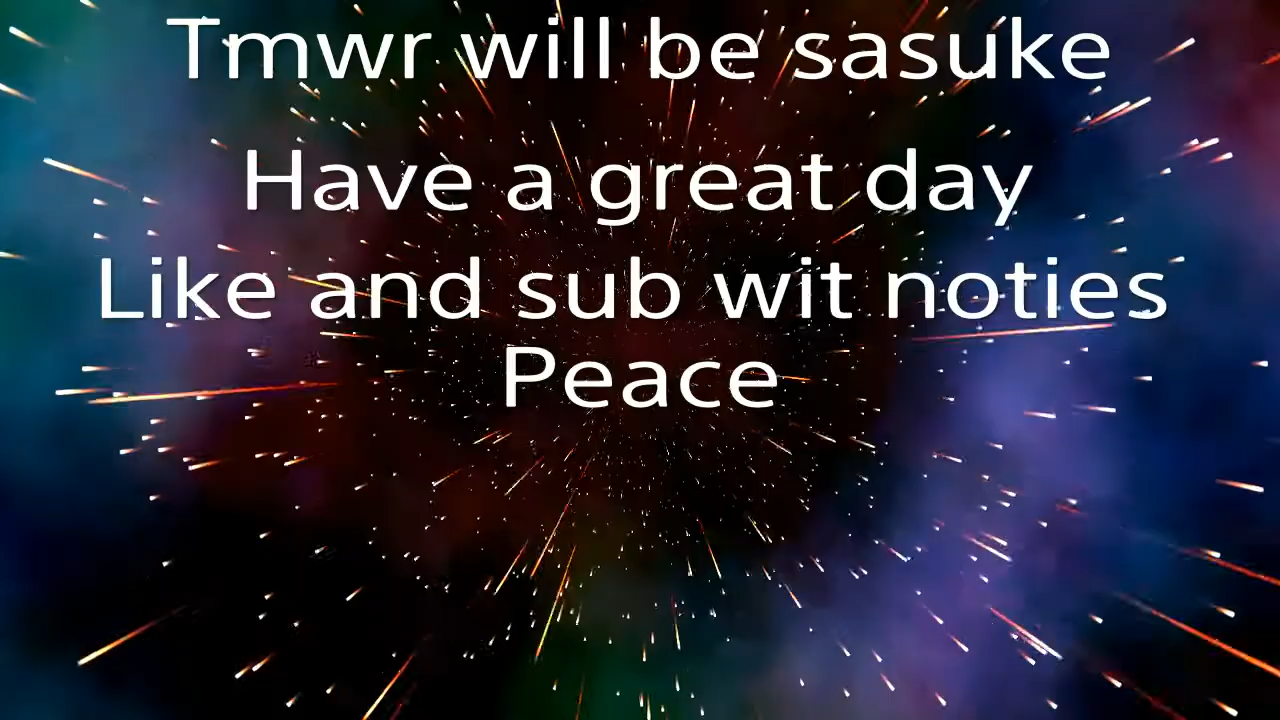 Tmwr will be sasuke
Have a great day
Like and sub wit noties
Peace